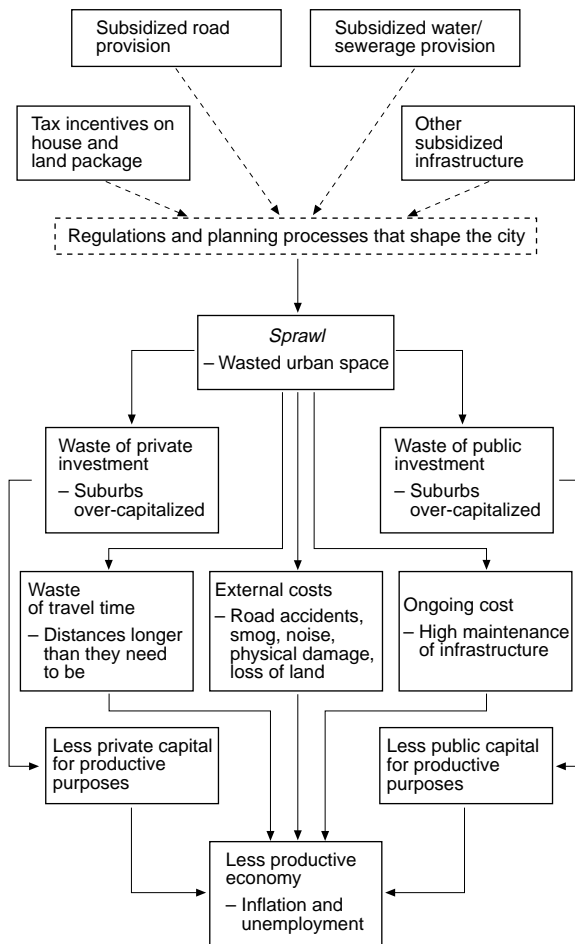 Subsidized road
provision
Subsidized water/
sewerage provision
Tax incentives on
house and
land package
Other
subsidized
infrastructure
Regulations and planning processes that shape the city
Sprawl
– Wasted urban space
Waste of private
investment
– Suburbs
over-capitalized
Waste of public
investment
– Suburbs
over-capitalized
Waste
of travel time
– Distances longer
than they need
to be
External costs
– Road accidents,
smog, noise,
physical damage,
loss of land
Ongoing cost
– High maintenance
of infrastructure
Less private capital
for productive
purposes
Less public capital
for productive
purposes
Less productive
economy
– Inflation and
unemployment